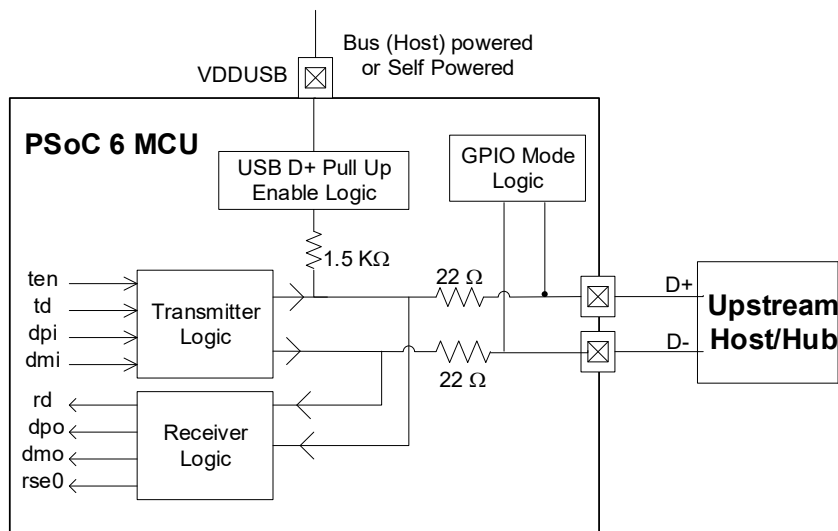 Bus (Host) powered
or Self Powered
VDDUSB
PSoC 6 MCU
USB D+ Pull Up
Enable Logic
GPIO Mode
Logic
1.5 KΩ
ten
td
dpi
dmi
Transmitter
Logic
22 Ω
22 Ω
D+
D-
Upstream
Host/Hub
rd
dpo
dmo
rse0
Receiver
Logic